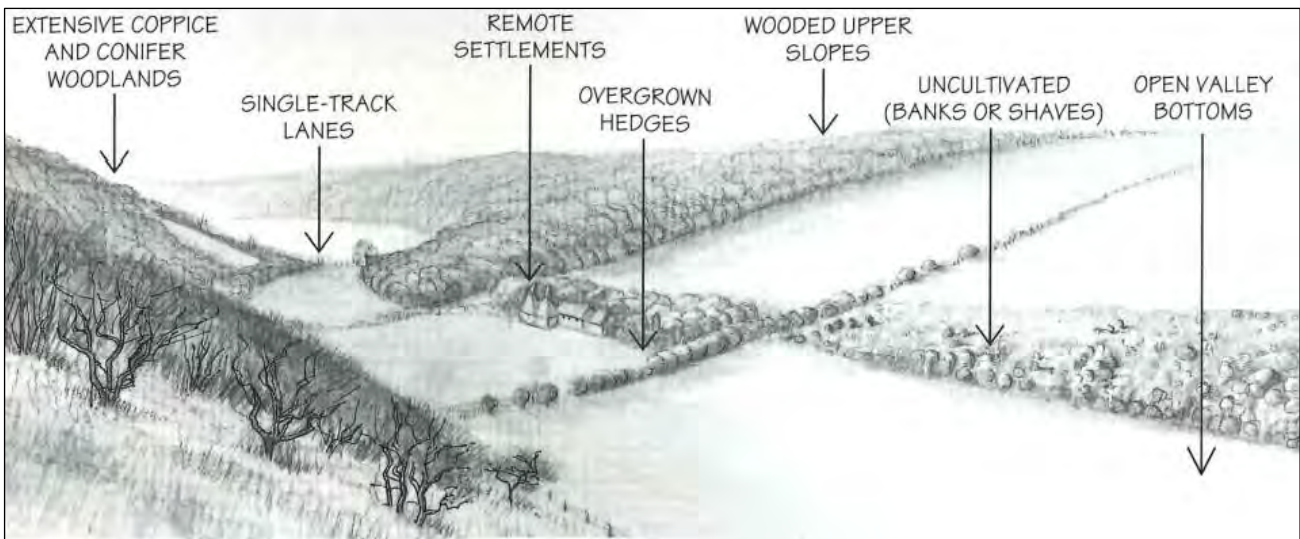 EXTENSIVE COPPICE
AND CONIFER
WOODLANDS
SINGLE-TRACK
LANES
REMOTE
SETTLEMENTS
OVERGROWN
HEDGES
WOODED UPPER
SLOPES
UNCULTIVATED
(BANKS OR SHAVES)
OPEN VALLEY
BOTTOMS